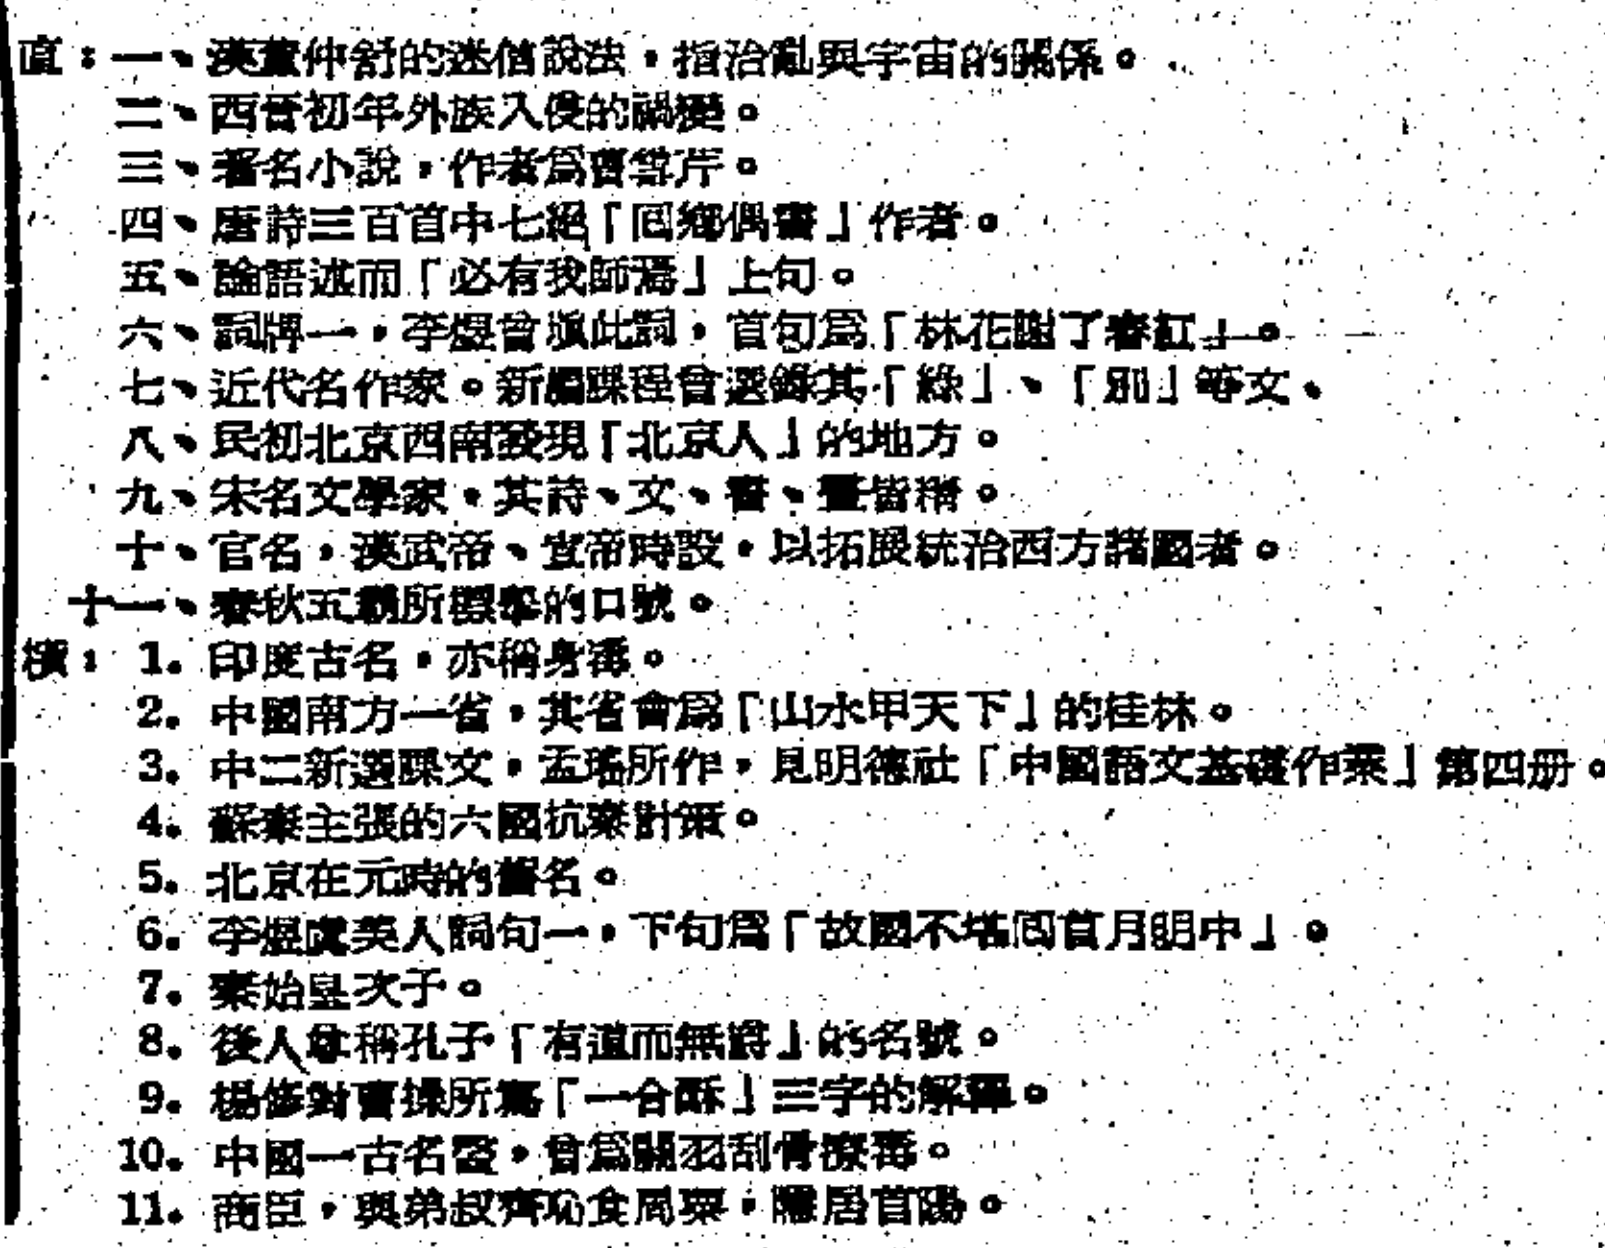 直：一、漢董仲舒的迷信說法，指治亂與宇宙的關係。
二、西晉初年外族入侵的禍變。
三、著名小說，作者爲曹雪芹。
四、唐詩三百首中七絕「回鄉偶書」作者。
五、論語述而「必有我師焉」上句。
六、詞牌一，李煜曾塡此詞，首句爲「林花謝了春紅」。
七、近代名作家。新編課程曾選錄其「綠」、「別」等文、
八、民初北京西南發現「北京人」的地方。
九、宋名文學家，其詩、文、書、畫皆稱。
十、官名，漢武帝、宣帝時設，以拓展統治西方諸國者。
十一、春秋五霸所標擧的口號。
橫：1. 印度古名，亦稱身毒。
2. 中國南方一省，其省會爲「山水甲天下」的桂林。
3. 中二新選課文，孟瑤所作，見明德社「中國語文基礎作業」第四册。
4. 蘇秦主張的六國抗秦計策。
5. 北京在元時的舊名。
6. 李煜虞美人詞句一，下句爲「故國不堪回首月明中」。
7. 秦始皇次子。
8. 後人尊稱孔子「有道而無爵」的名號。
9. 楊修對曹操所寫「一合酥」三字的解釋。
10. 中國一古名醫，曾爲關羽刮骨療毒。
11. 商臣，與弟叔齊恥食周粟，隱居首陽。